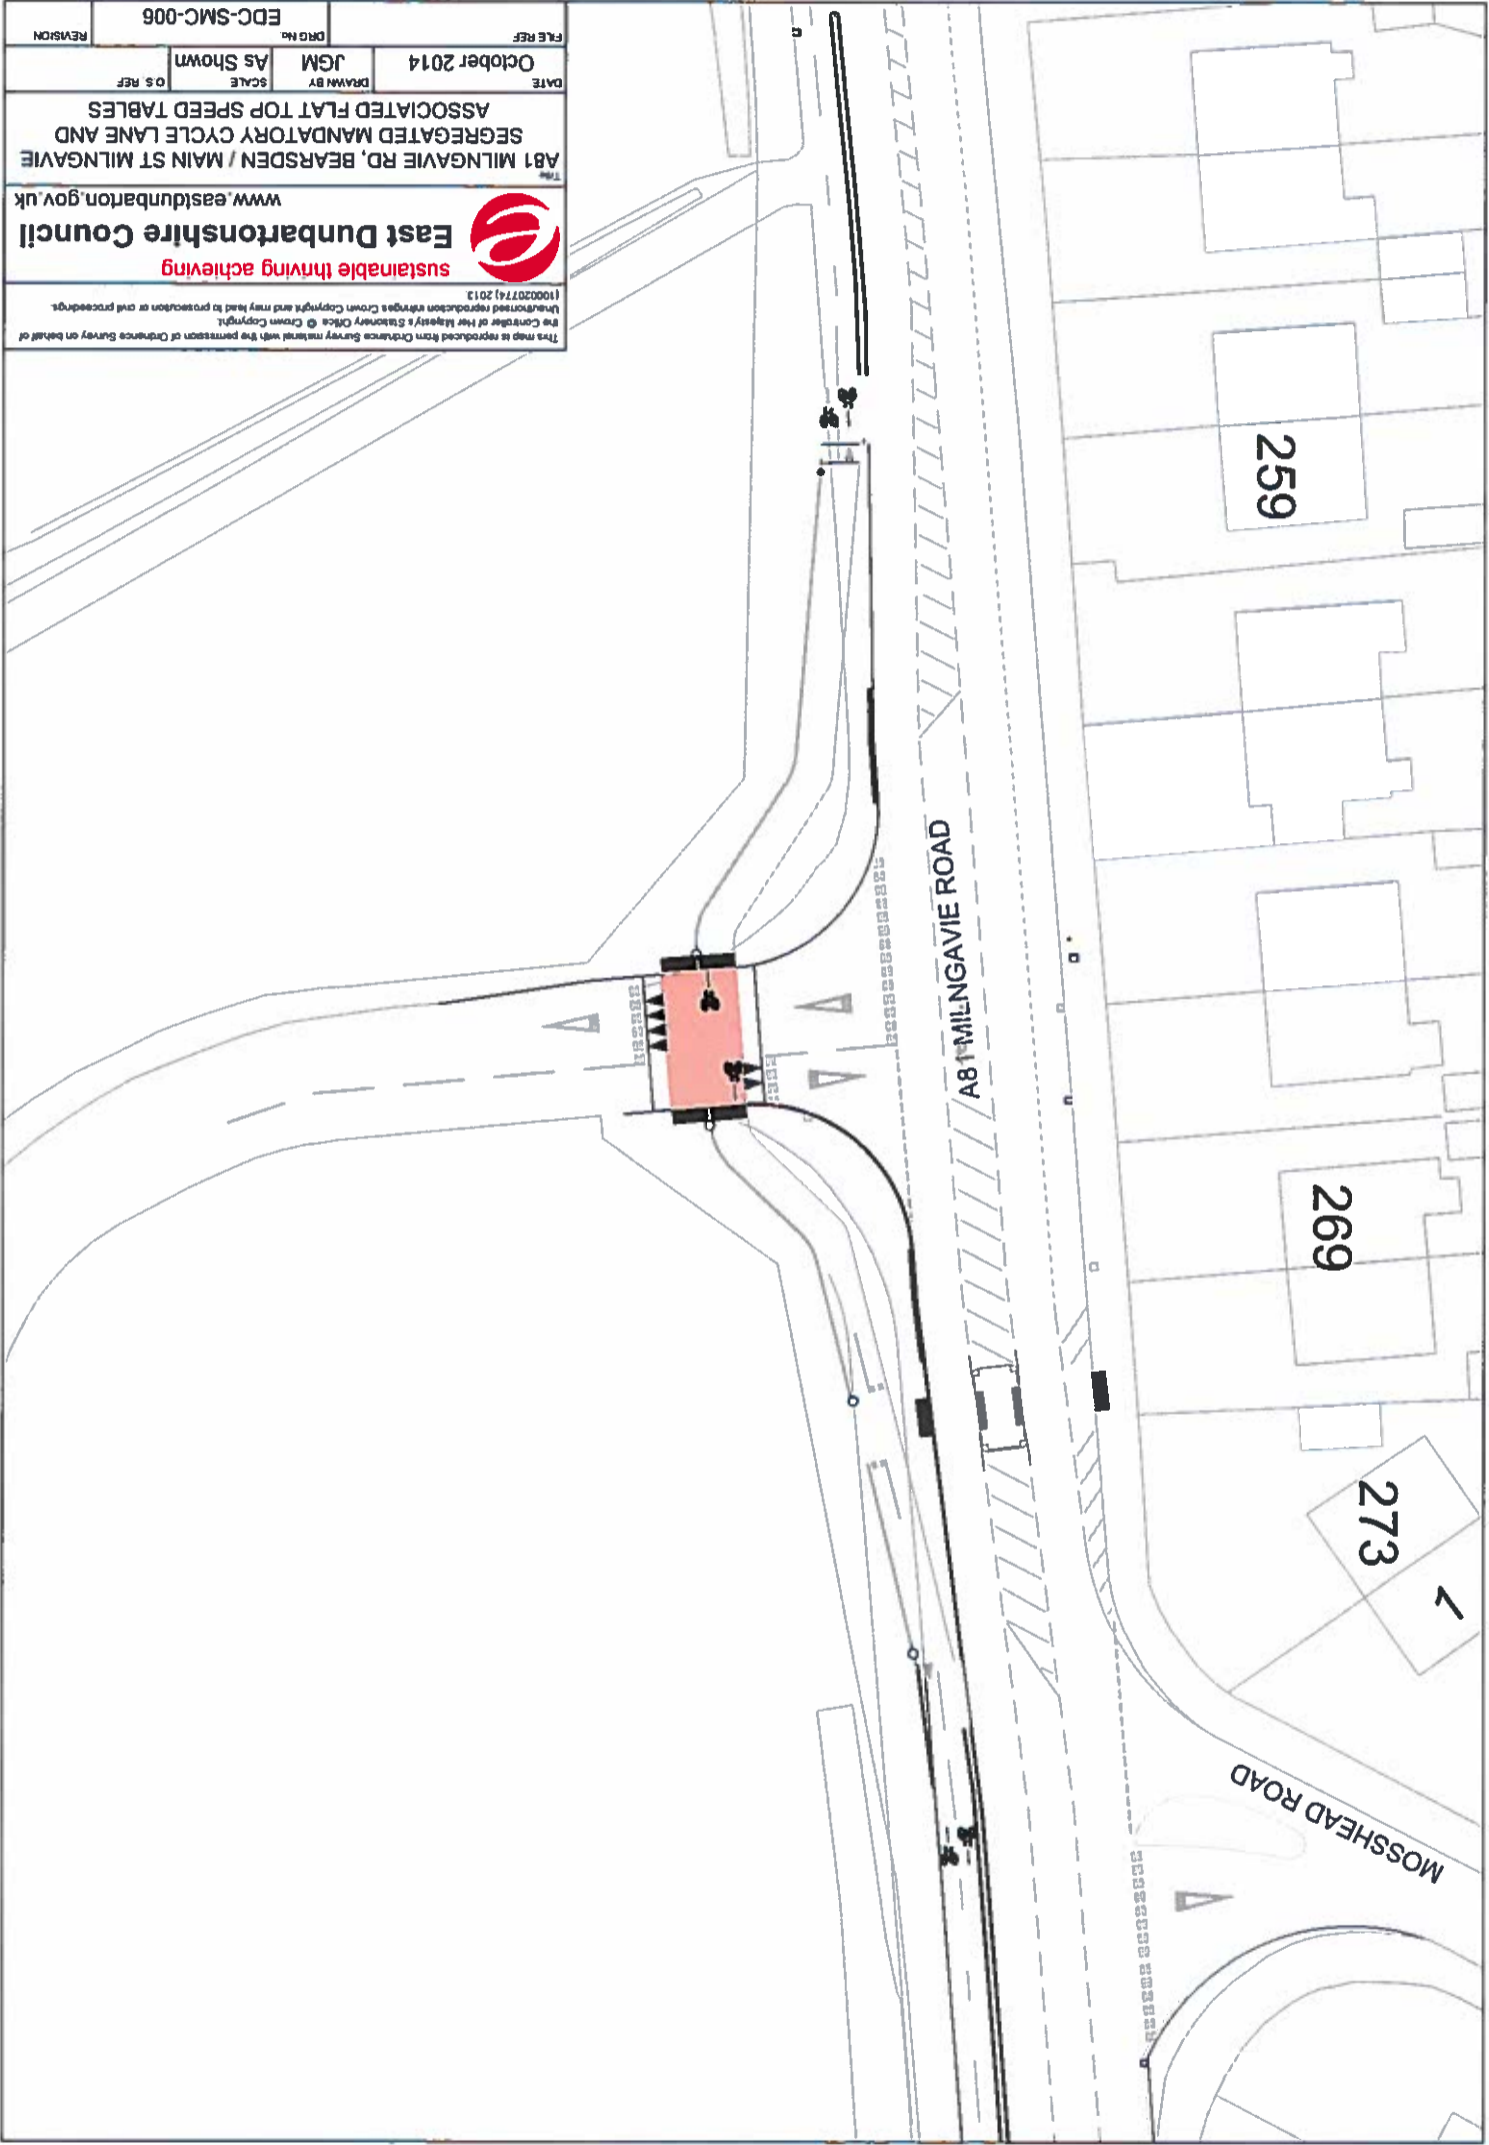 259
269
273
1
A81 MILNGAVIE ROAD
MOSSHEAD ROAD
This map is reproduced from Ordnance Survey material with the permission of Ordnance Survey on behalf of
the Controller of Her Majesty's Stationery Office © Crown Copyright.
Unauthorised reproduction infringes Crown Copyright and may lead to prosecution or civil proceedings.
(100020774) 2013
sustainable thriving achieving
East Dunbartonshire Council
www.eastdunbarton.gov.uk
Title
A81 MILNGAVIE RD, BEARSDEN / MAIN ST MILNGAVIE
SEGREGATED MANDATORY CYCLE LANE AND
ASSOCIATED FLAT TOP SPEED TABLES
DATE DRAWN BY SCALE O.S. REF
October 2014 JGM As Shown
FILE REF DRG No. REVISION
EDC-SMC-006